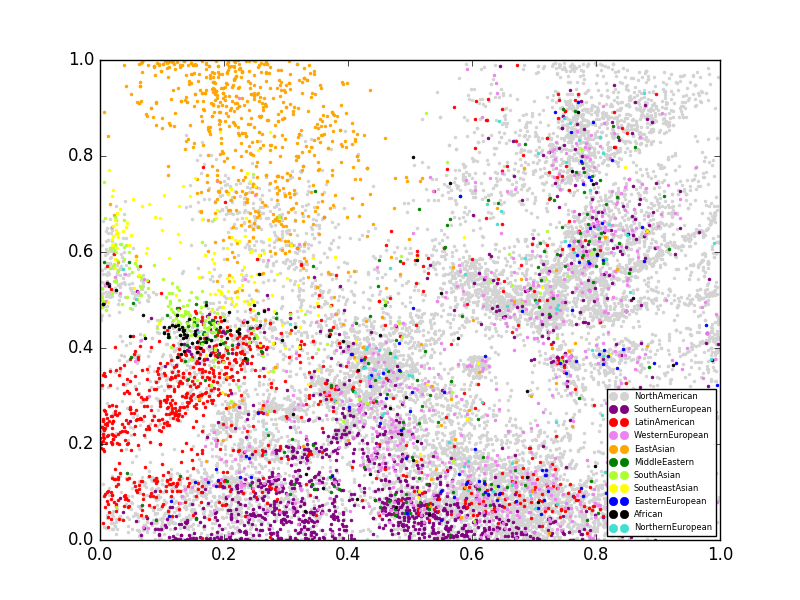 1.0
0.8
0.6
0.4
0.2
0.0
0.0 0.2 0.4 0.6 0.8 1.0
NorthAmerican
SouthernEuropean
LatinAmerican
WesternEuropean
EastAsian
MiddleEastern
SouthAsian
SoutheastAsian
EasternEuropean
African
NorthernEuropean